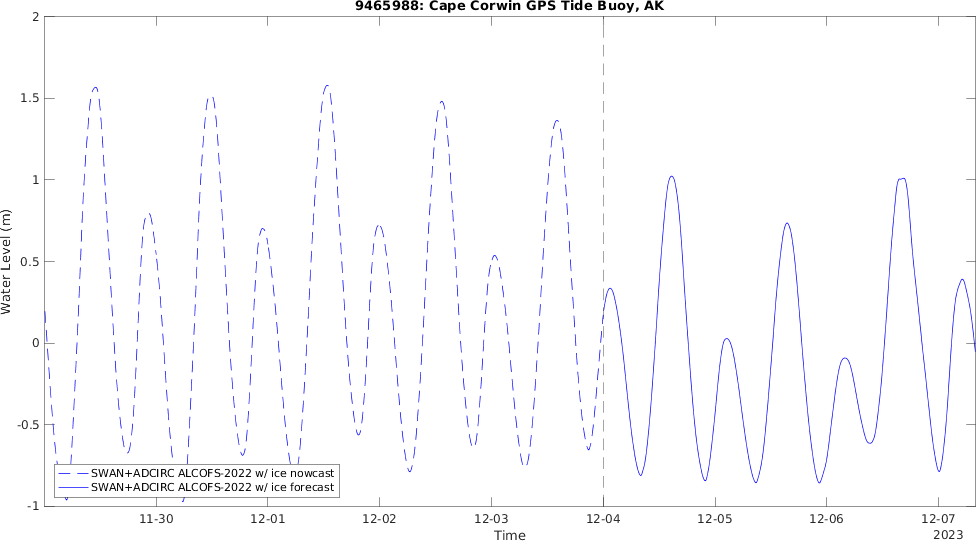 9465988: Cape Corwin GPS Tide Buoy, AK
2
1.5
1
0.5
0
-0.5
-1
Water Level (m)
SWAN+ADCIRC ALCOFS-2022 w/ ice nowcast
SWAN+ADCIRC ALCOFS-2022 w/ ice forecast
11-30 12-01 12-02 12-03 12-04 12-05 12-06 12-07
Time
2023